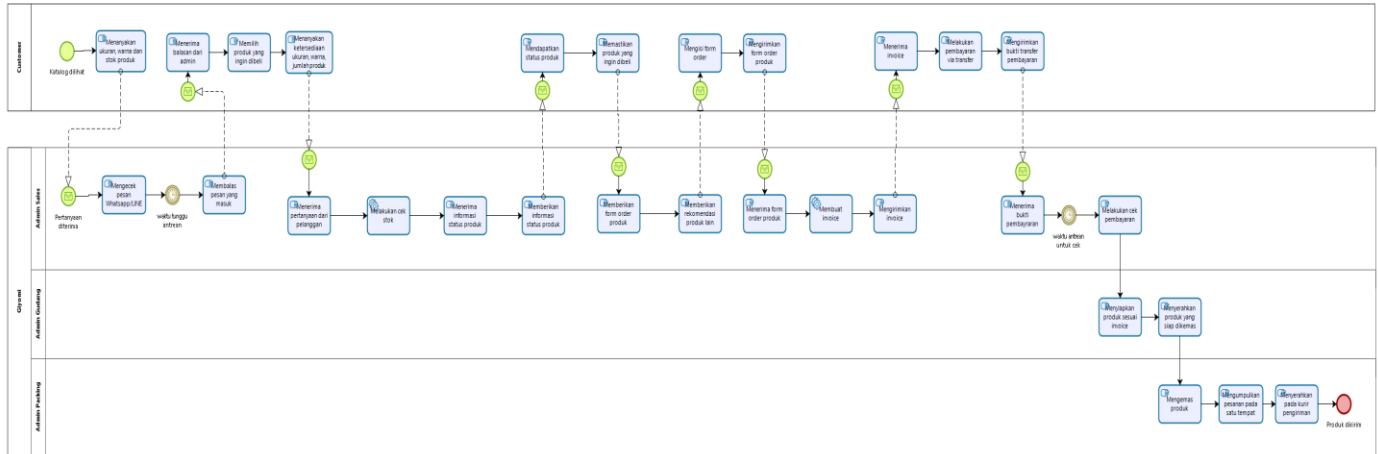 Customer
Katalog dilihat
Menanyakan
ukuran, warna dan
stok produk
Menerima
balasan dari
admin
Memilih
produk yang
ingin dibeli
Menanyakan
ketersediaan
ukuran, warna,
jumlah produk
Mendapatkan
status produk
Memastikan
produk yang
ingin dibeli
Mengisi form
order
Mengirimkan
form order
produk
Menerima
invoice
Melakukan
pembayaran
via transfer
Mengirimkan
bukti transfer
pembayaran
Giyomi
Admin Sales
Pertanyaan
diterima
Mengecek
pesan
Whatsapp/LINE
waktu tunggu
antrean
Membalas
pesan yang
masuk
Menerima
pertanyaan dari
pelanggan
Melakukan cek
stok
Menerima
informasi
status produk
Memberikan
informasi
status produk
Memberikan
form order
produk
Memberikan
rekomendasi
produk lain
Menerima form
order produk
Membuat
invoice
Mengirimkan
invoice
Menerima
bukti
pembayraran
waktu antrean
untuk cek
Melakukan cek
pembayaran
Admin Gudang
Menyiapkan
produk sesuai
invoice
Menyerahkan
produk yang
siap dikemas
Admin Packing
Mengemas
produk
Mengumpulkan
pesanan pada
satu tempat
Menyerahkan
pada kurir
pengiriman
Produk dikirim